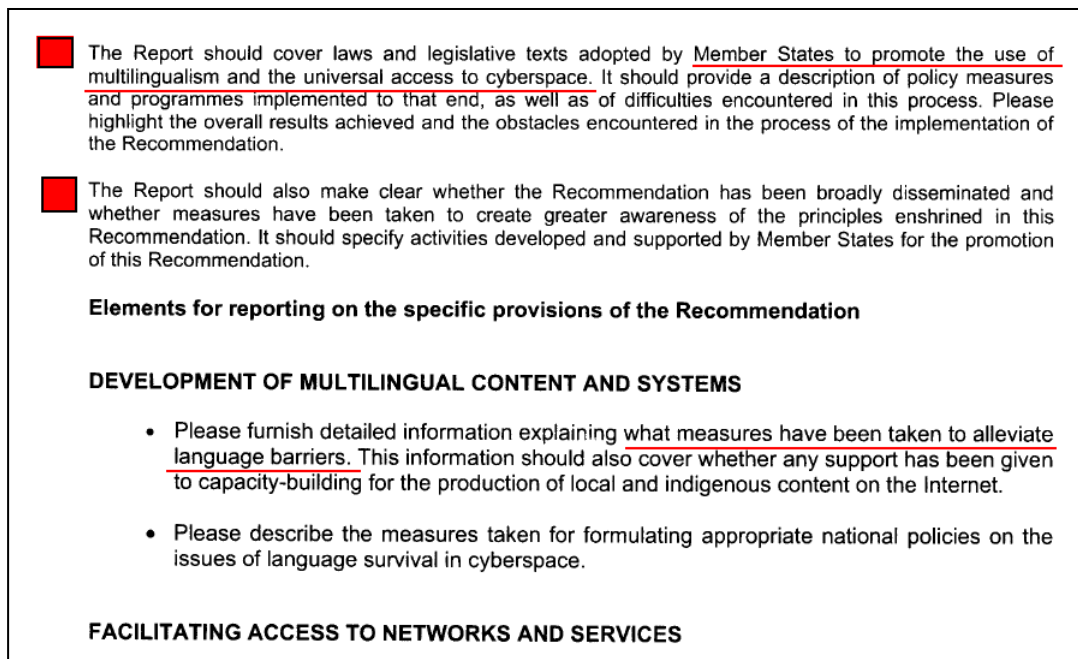 The Report should cover laws and legislative texts adopted by Member States to promote the use of
multilingualism and the universal access to cyberspace. It should provide a description of policy measures
and programmes implemented to that end, as well as of difficulties encountered in this process. Please
highlight the overall results achieved and the obstacles encountered in the process of the implementation of
the Recommendation.
The Report should also make clear whether the Recommendation has been broadly disseminated and
whether measures have been taken to create greater awareness of the principles enshrined in this
Recommendation. It should specify activities developed and supported by Member States for the promotion
of this Recommendation.
Elements for reporting on the specific provisions of the Recommendation
DEVELOPMENT OF MULTILINGUAL CONTENT AND SYSTEMS
• Please furnish detailed information explaining what measures have been taken to alleviate
language barriers. This information should also cover whether any support has been given
to capacity-building for the production of local and indigenous content on the Internet.
• Please describe the measures taken for formulating appropriate national policies on the
issues of language survival in cyberspace.
FACILITATING ACCESS TO NETWORKS AND SERVICES